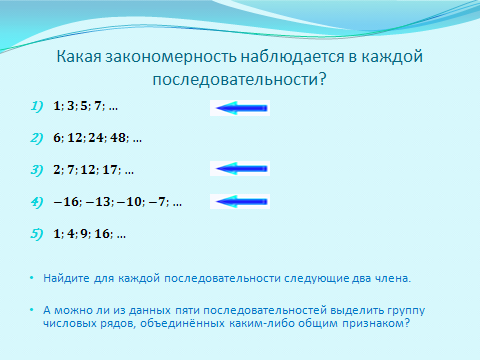 Какая закономерность наблюдается в каждой
последовательности?
1) 1; 3; 5; 7; ...
2) 6; 12; 24; 48; ...
3) 2; 7; 12; 17; ...
4) −16; −13; −10; −7; ...
5) 1; 4; 9; 16; ...
• Найдите для каждой последовательности следующие два члена.
• А можно ли из данных пяти последовательностей выделить группу
числовых рядов, объединённых каким-либо общим признаком?